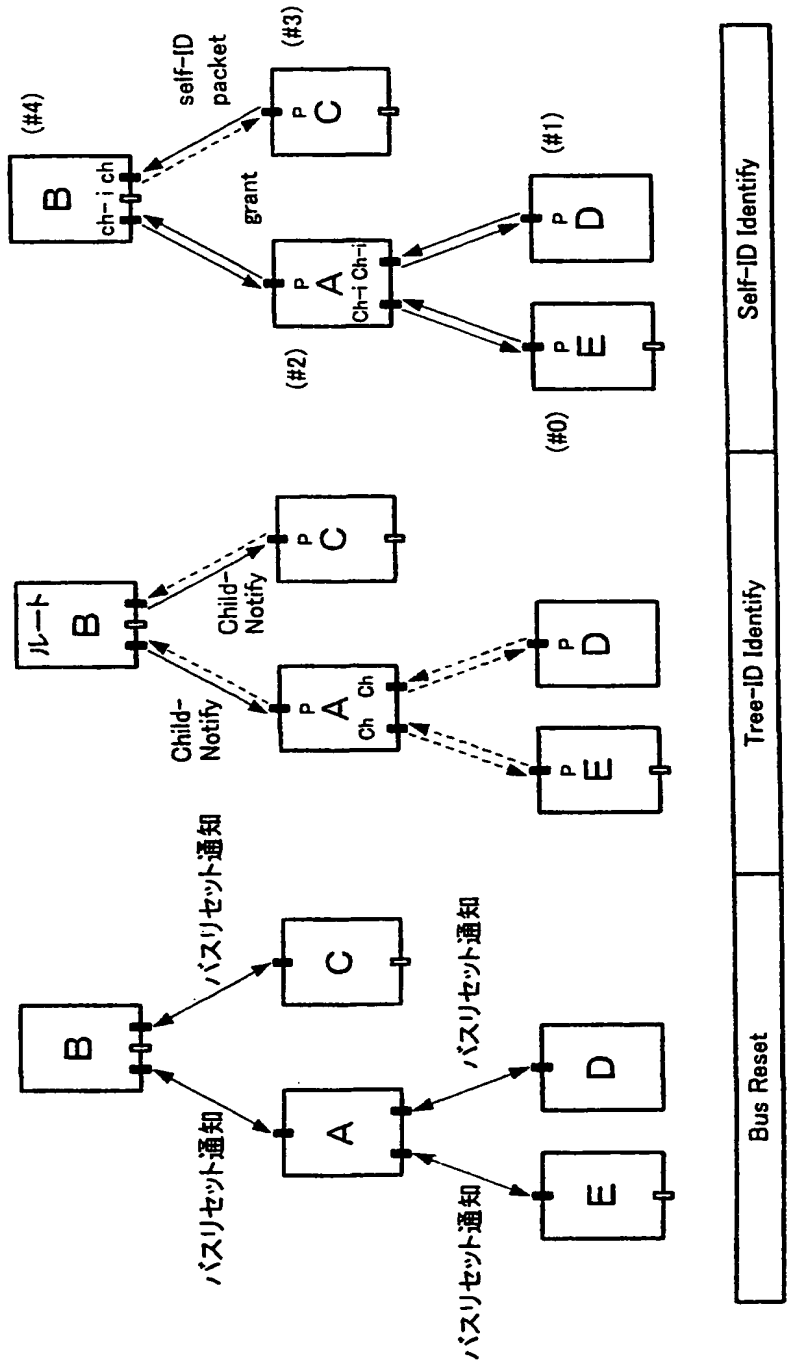 バスリセット通知
バスリセット通知
バスリセット通知
バスリセット通知
B
A
C
E
D
Bus Reset
ルート
B
Child-
Notify
Child-
Notify
P
A
Ch Ch
P
C
P
E
P
D
Tree-ID Identify
(#4)
B
ch-i ch
self-ID
packet
grant
(#3)
P
C
(#2)
P
A
Ch-i Ch-i
(#0)
P
E
(#1)
P
D
Self-ID Identify